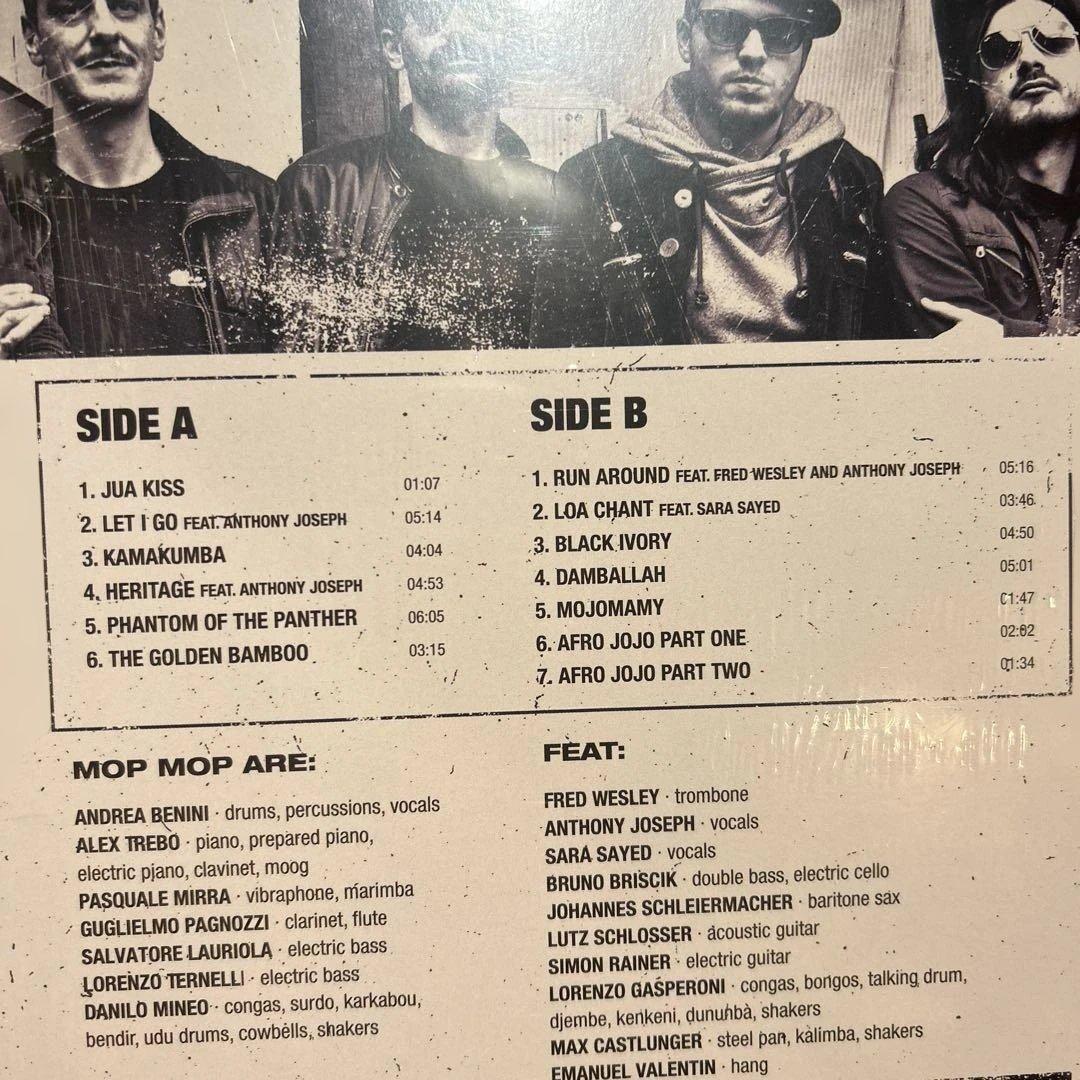 SIDE A
1. JUA KISS 01:07
2. LET I GO FEAT. ANTHONY JOSEPH 05:14
3. KAMAKUMBA 04:04
4. HERITAGE FEAT. ANTHONY JOSEPH 04:53
5. PHANTOM OF THE PANTHER 06:05
6. THE GOLDEN BAMBOO 03:15
SIDE B
1. RUN AROUND FEAT. FRED WESLEY AND ANTHONY JOSEPH 05:16
2. LOA CHANT FEAT. SARA SAYED 03:46
3. BLACK IVORY 04:50
4. DAMBALLAH 05:01
5. MOJOMAMY 01:47
6. AFRO JOJO PART ONE 02:02
7. AFRO JOJO PART TWO 01:34
MOP MOP ARE:
ANDREA BENINI · drums, percussions, vocals
ALEX TREBO · piano, prepared piano,
electric piano, clavinet, moog
PASQUALE MIRRA · vibraphone, marimba
GUGLIELMO PAGNOZZI · clarinet, flute
SALVATORE LAURIOLA · electric bass
LORENZO TERNELLI · electric bass
DANILO MINEO · congas, surdo, karkabou,
bendir, udu drums, cowbells, shakers
FEAT:
FRED WESLEY · trombone
ANTHONY JOSEPH · vocals
SARA SAYED · vocals
BRUNO BRISCIK · double bass, electric cello
JOHANNES SCHLEIERMACHER · baritone sax
LUTZ SCHLOSSER · acoustic guitar
SIMON RAINER · electric guitar
LORENZO GASPERONI · congas, bongos, talking drum,
djembe, kenkeni, dununba, shakers
MAX CASTLUNGER · steel pan, kalimba, shakers
EMANUEL VALENTIN · hang